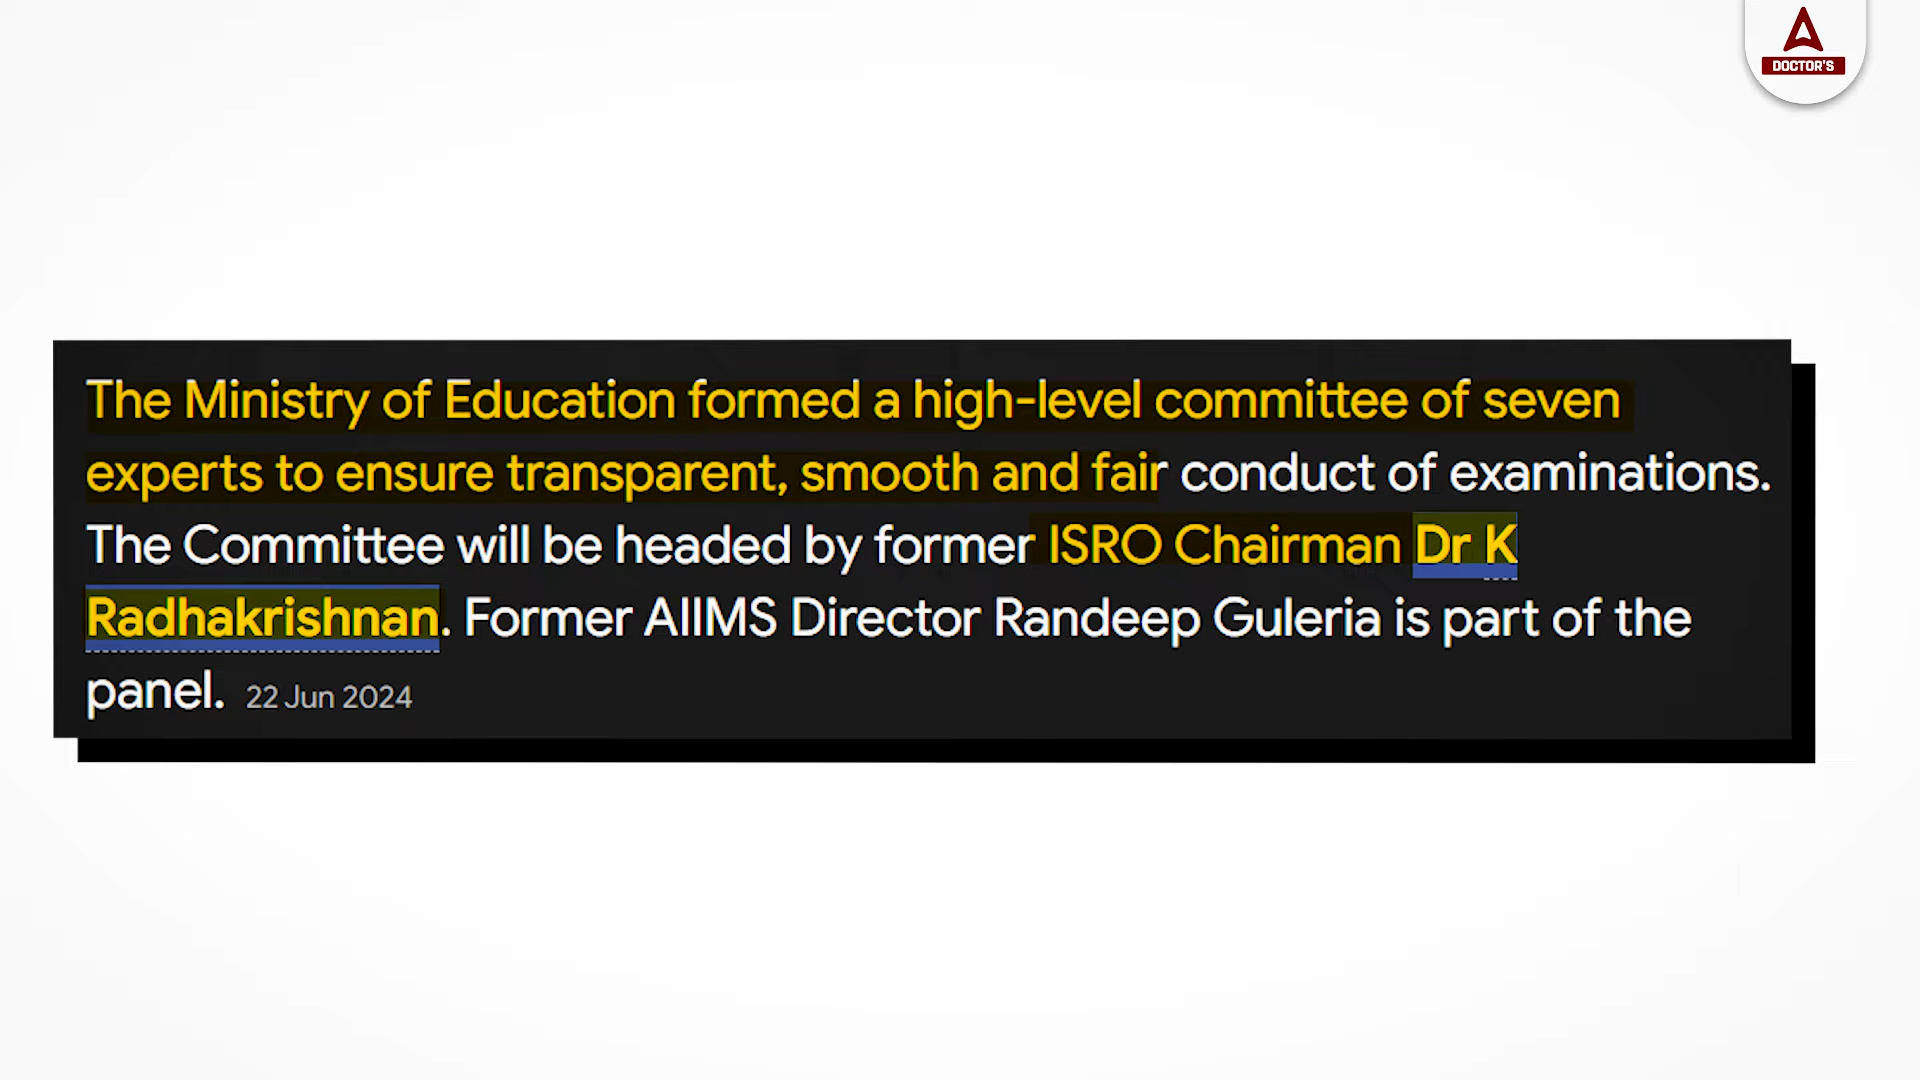 DOCTOR'S
The Ministry of Education formed a high-level committee of seven
experts to ensure transparent, smooth and fair conduct of examinations.
The Committee will be headed by former ISRO Chairman Dr K
Radhakrishnan. Former AIIMS Director Randeep Guleria is part of the
panel. 22 Jun 2024